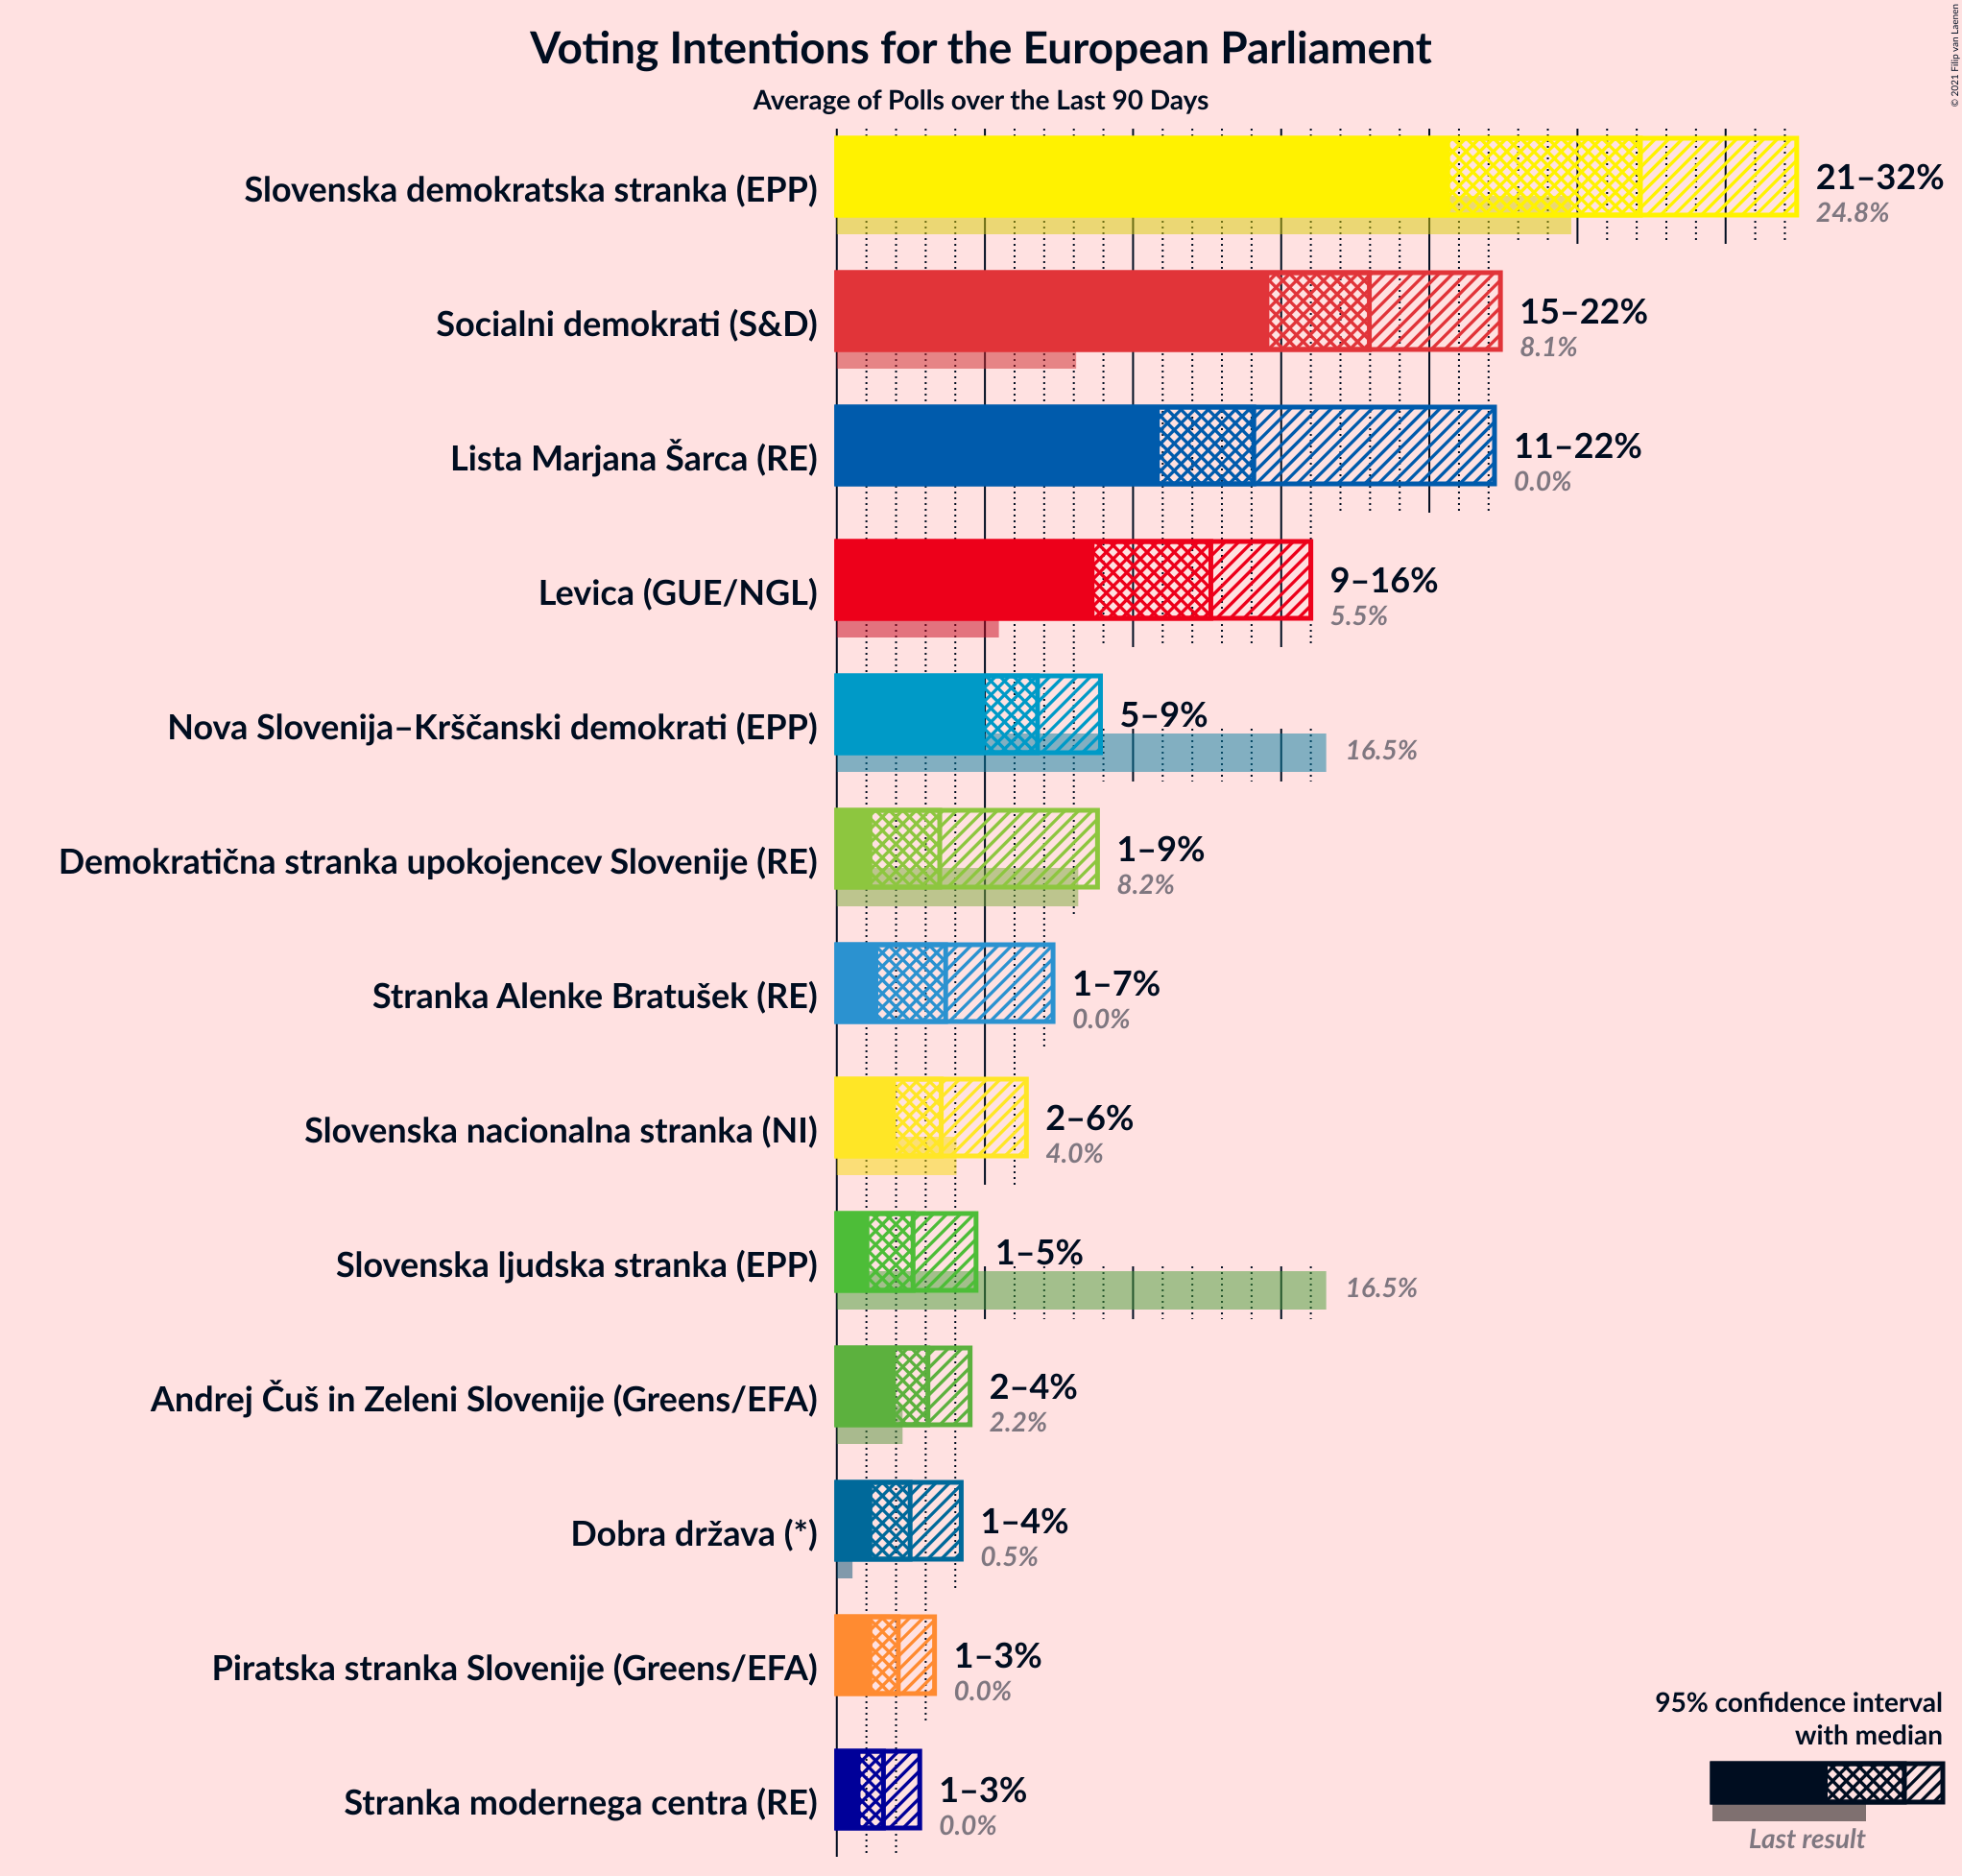 © 2021 Filip van Laenen
Voting Intentions for the European Parliament
Average of Polls over the Last 90 Days
Slovenska demokratska stranka (EPP)
21–32%
24.8%
Socialni demokrati (S&D)
15–22%
8.1%
Lista Marjana Šarca (RE)
11–22%
0.0%
Levica (GUE/NGL)
9–16%
5.5%
Nova Slovenija–Krščanski demokrati (EPP)
5–9%
16.5%
Demokratična stranka upokojencev Slovenije (RE)
1–9%
8.2%
Stranka Alenke Bratušek (RE)
1–7%
0.0%
Slovenska nacionalna stranka (NI)
2–6%
4.0%
Slovenska ljudska stranka (EPP)
1–5%
16.5%
Andrej Čuš in Zeleni Slovenije (Greens/EFA)
2–4%
2.2%
Dobra država (*)
1–4%
0.5%
Piratska stranka Slovenije (Greens/EFA)
1–3%
0.0%
Stranka modernega centra (RE)
1–3%
0.0%
95% confidence interval
with median
Last result